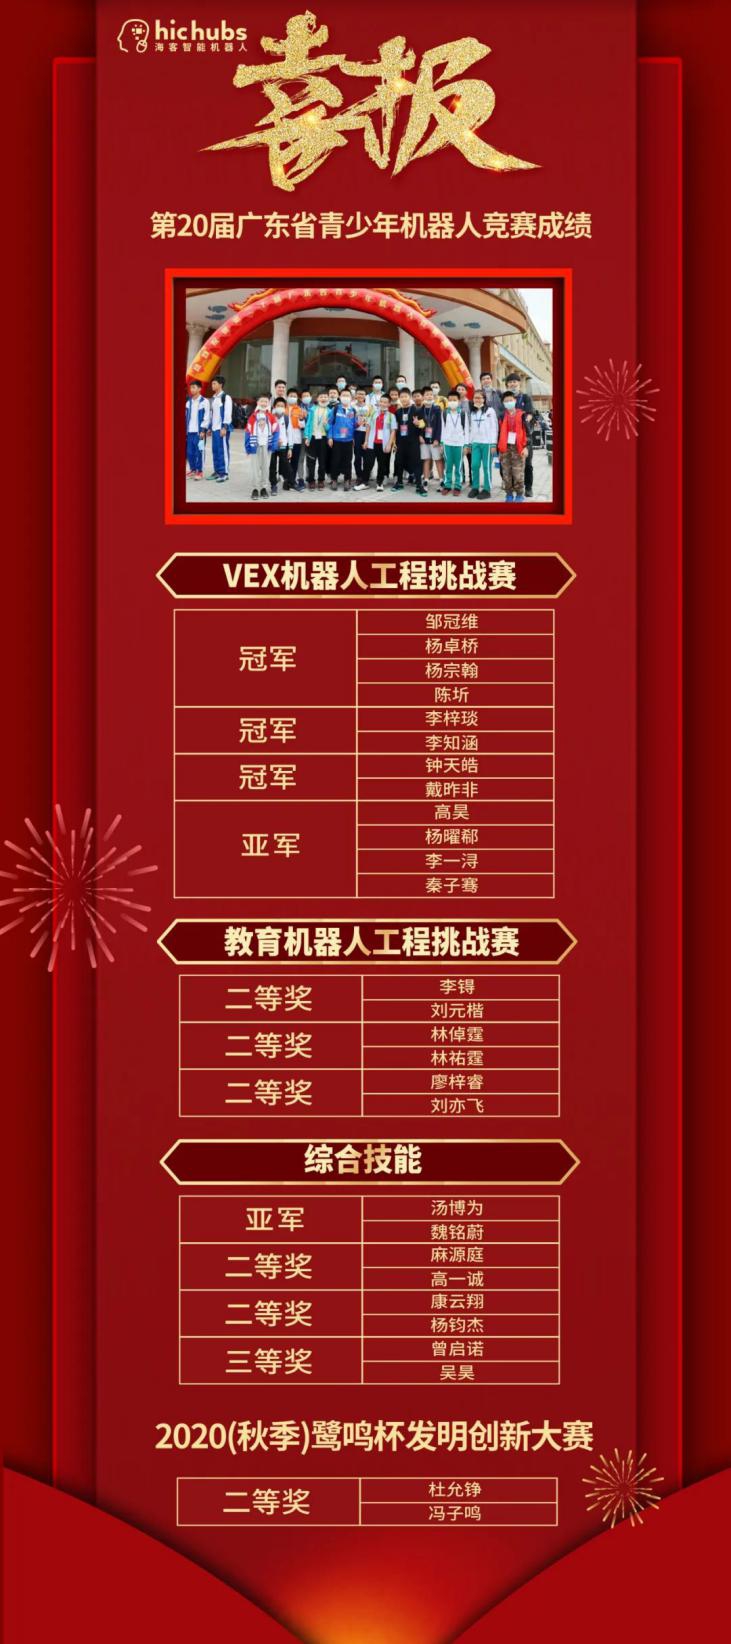 hichubs
海客智能机器人
喜报
第20届广东省青少年机器人竞赛成绩
VEX机器人工程挑战赛
冠军
邹冠维
杨卓桥
杨宗翰
陈圻
冠军
李梓琰
李知涵
冠军
钟天皓
戴昨非
亚军
高昊
杨曜郗
李一浔
秦子骞
教育机器人工程挑战赛
二等奖
李锝
刘元楷
二等奖
林倬霆
林祐霆
二等奖
廖梓睿
刘亦飞
综合技能
亚军
汤博为
魏铭蔚
二等奖
麻源庭
高一诚
二等奖
康云翔
杨钧杰
三等奖
曾启诺
吴昊
2020(秋季)鹭鸣杯发明创新大赛
二等奖
杜允铮
冯子鸣